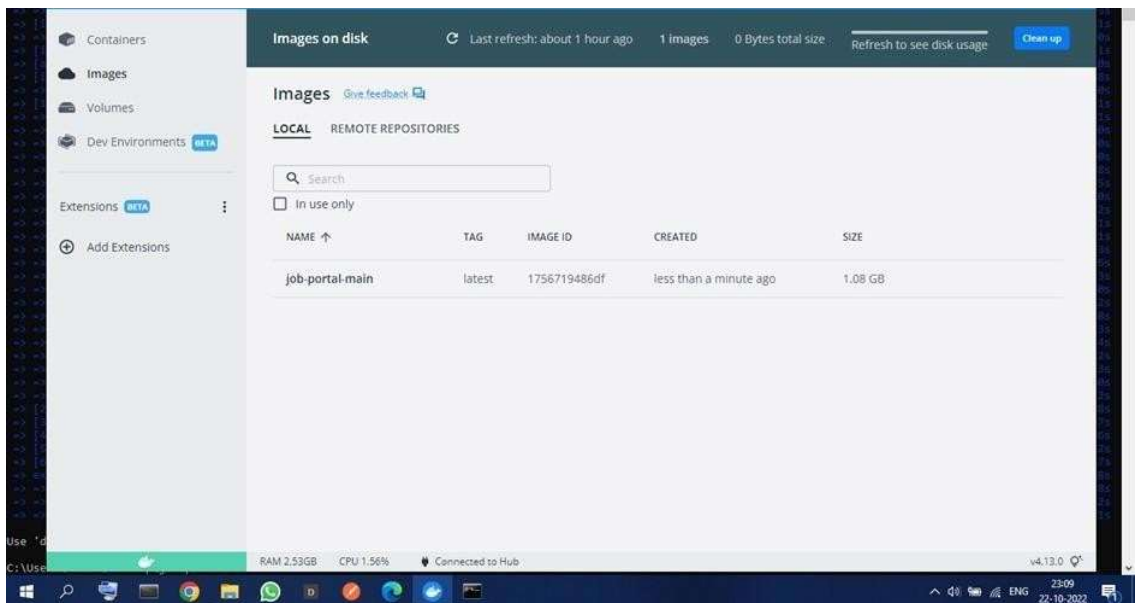 Containers
Images
Volumes
Dev Environments BETA
Extensions BETA
Add Extensions
Images on disk
Last refresh: about 1 hour ago
1 images
0 Bytes total size
Refresh to see disk usage
Clean up
Images Give feedback
LOCAL REMOTE REPOSITORIES
Search
In use only
NAME TAG IMAGE ID CREATED SIZE
job-portal-main latest 1756719486df less than a minute ago 1.08 GB
Use 'd
RAM 2.53GB CPU 1.56% Connected to Hub v4.13.0
C:\Use
ENG
23:09
22-10-2022